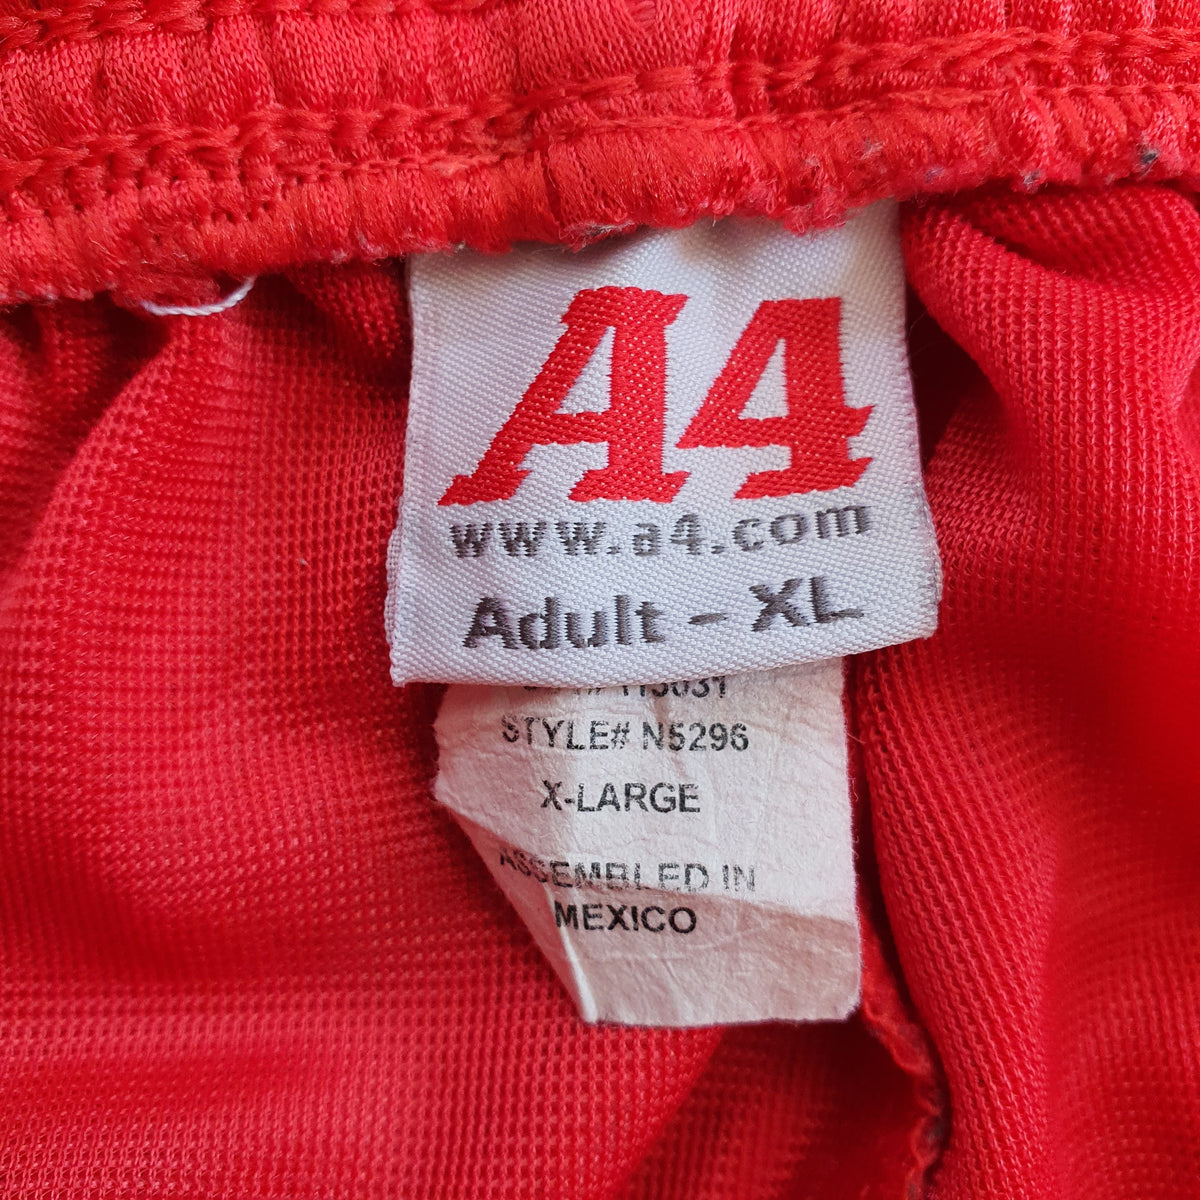 A4
www.a4.com
Adult - XL
STYLE# N5296
X-LARGE
ASSEMBLED IN
MEXICO